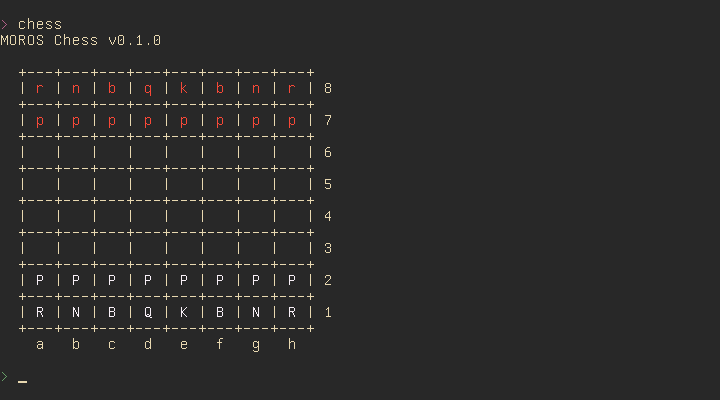 > chess
MOROS Chess v0.1.0
+---+---+---+---+---+---+---+---+
| r | n | b | q | k | b | n | r | 8
+---+---+---+---+---+---+---+---+
| p | p | p | p | p | p | p | p | 7
+---+---+---+---+---+---+---+---+
|   |   |   |   |   |   |   |   | 6
+---+---+---+---+---+---+---+---+
|   |   |   |   |   |   |   |   | 5
+---+---+---+---+---+---+---+---+
|   |   |   |   |   |   |   |   | 4
+---+---+---+---+---+---+---+---+
|   |   |   |   |   |   |   |   | 3
+---+---+---+---+---+---+---+---+
| P | P | P | P | P | P | P | P | 2
+---+---+---+---+---+---+---+---+
| R | N | B | Q | K | B | N | R | 1
+---+---+---+---+---+---+---+---+
a b c d e f g h
> _